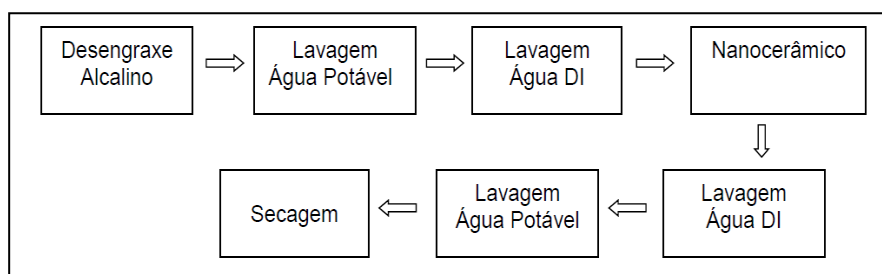 Desengraxe
Alcalino
Lavagem
Água Potável
Lavagem
Água DI
Nanocerâmico
Lavagem
Água DI
Lavagem
Água Potável
Secagem